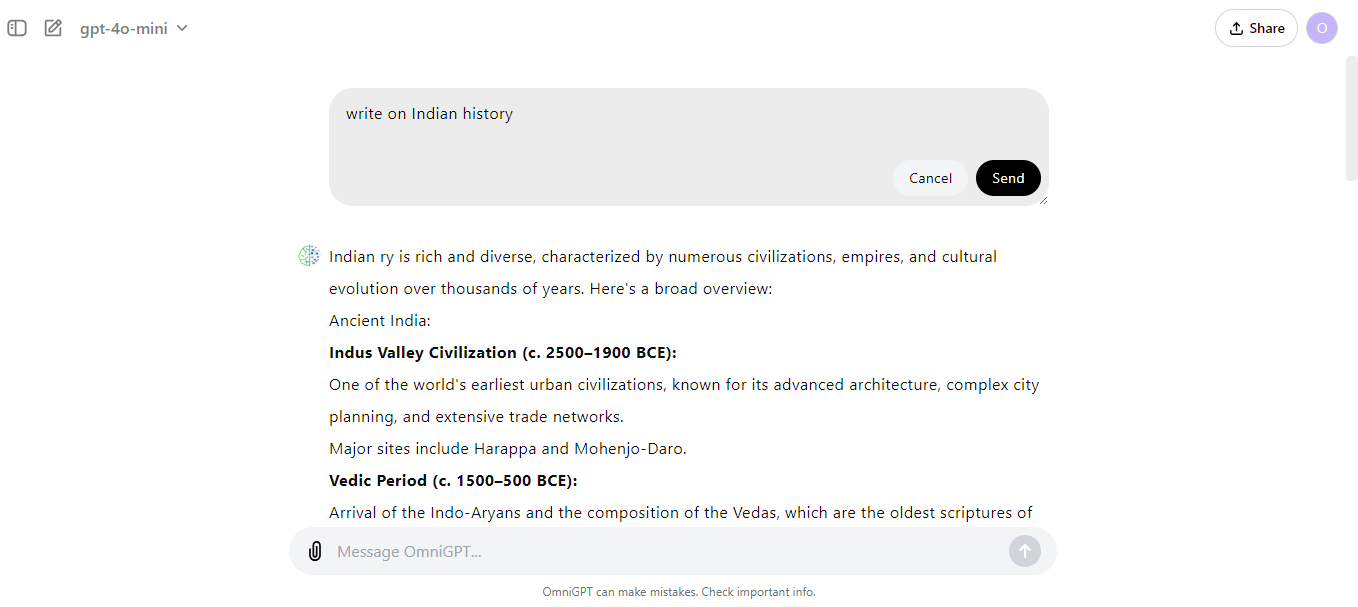 gpt-4o-mini
Share
O
write on Indian history
Cancel
Send
Indian ry is rich and diverse, characterized by numerous civilizations, empires, and cultural
evolution over thousands of years. Here's a broad overview:
Ancient India:
Indus Valley Civilization (c. 2500–1900 BCE):
One of the world's earliest urban civilizations, known for its advanced architecture, complex city
planning, and extensive trade networks.
Major sites include Harappa and Mohenjo-Daro.
Vedic Period (c. 1500–500 BCE):
Arrival of the Indo-Aryans and the composition of the Vedas, which are the oldest scriptures of
Message OmniGPT...
OmniGPT can make mistakes. Check important info.